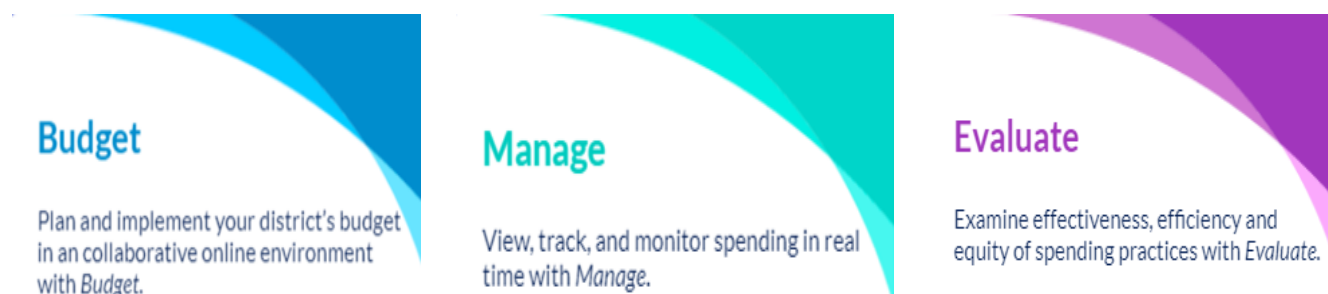 Budget
Plan and implement your district's budget
in an collaborative online environment
with Budget.
Manage
View, track, and monitor spending in real
time with Manage.
Evaluate
Examine effectiveness, efficiency and
equity of spending practices with Evaluate.